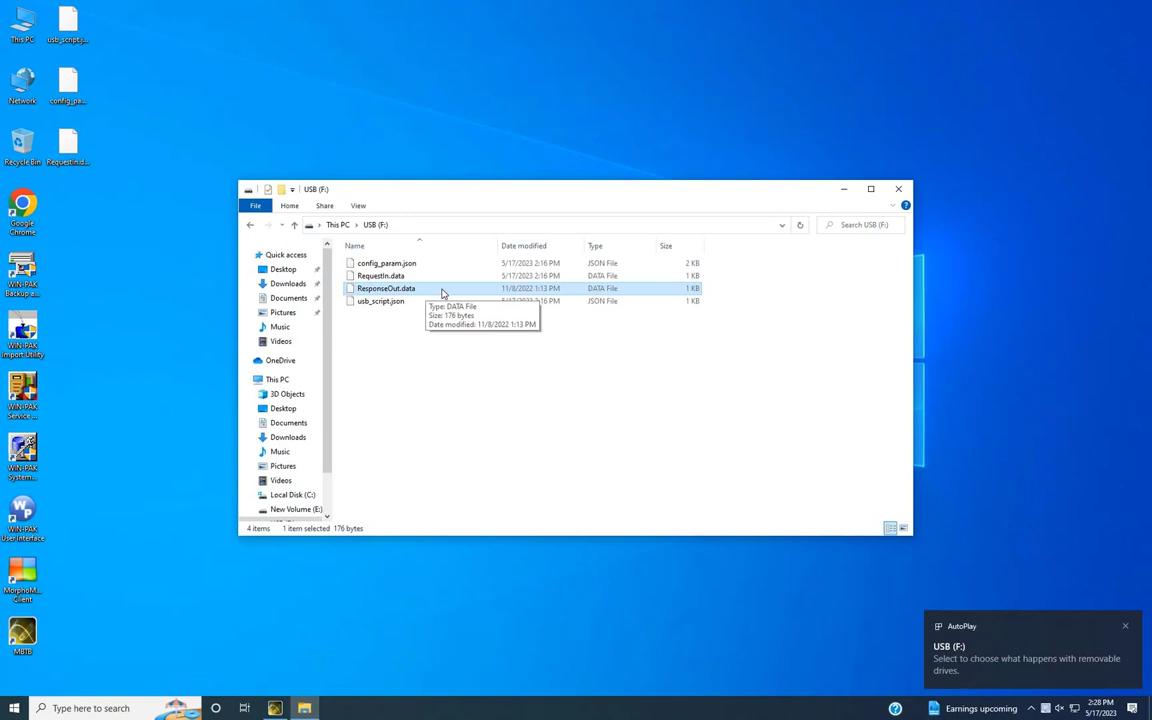 This PC
usb_script.j...
Network
config_pa...
Recycle Bin
RequestIn.d...
Google
Chrome
WIN-PAK
Backup a...
WIN-PAK
Import Utility
WIN-PAK
Service ...
WIN-PAK
System...
WIN-PAK
User Interface
MorphoM...
Client
MBTB
USB (F:)
File
Home
Share
View
This PC
USB (F:)
Search USB (F:)
Quick access
Desktop
Downloads
Documents
Pictures
Music
Videos
OneDrive
This PC
3D Objects
Desktop
Documents
Downloads
Music
Pictures
Videos
Local Disk (C:)
New Volume (E:)
Name Date modified Type Size
config_param.json 5/17/2023 2:16 PM JSON File 2 KB
RequestIn.data 5/17/2023 2:16 PM DATA File 1 KB
ResponseOut.data 11/8/2022 1:13 PM DATA File 1 KB
usb_script.json 5/17/2023 2:16 PM JSON File 1 KB
Type: DATA File
Size: 176 bytes
Date modified: 11/8/2022 1:13 PM
4 items 1 item selected 176 bytes
AutoPlay
USB (F:)
Select to choose what happens with removable
drives.
Type here to search
Earnings upcoming
2:28 PM
5/17/2023